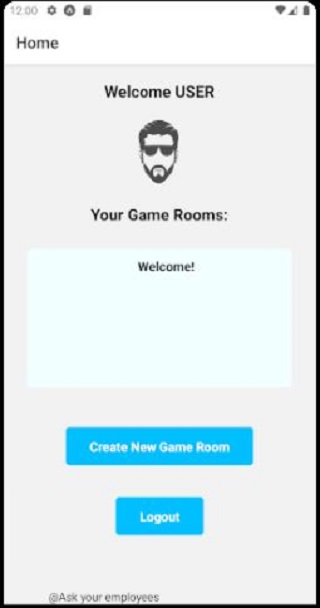 12:00
Home
Welcome USER
Your Game Rooms:
Welcome!
Create New Game Room
Logout
@Ask your employees